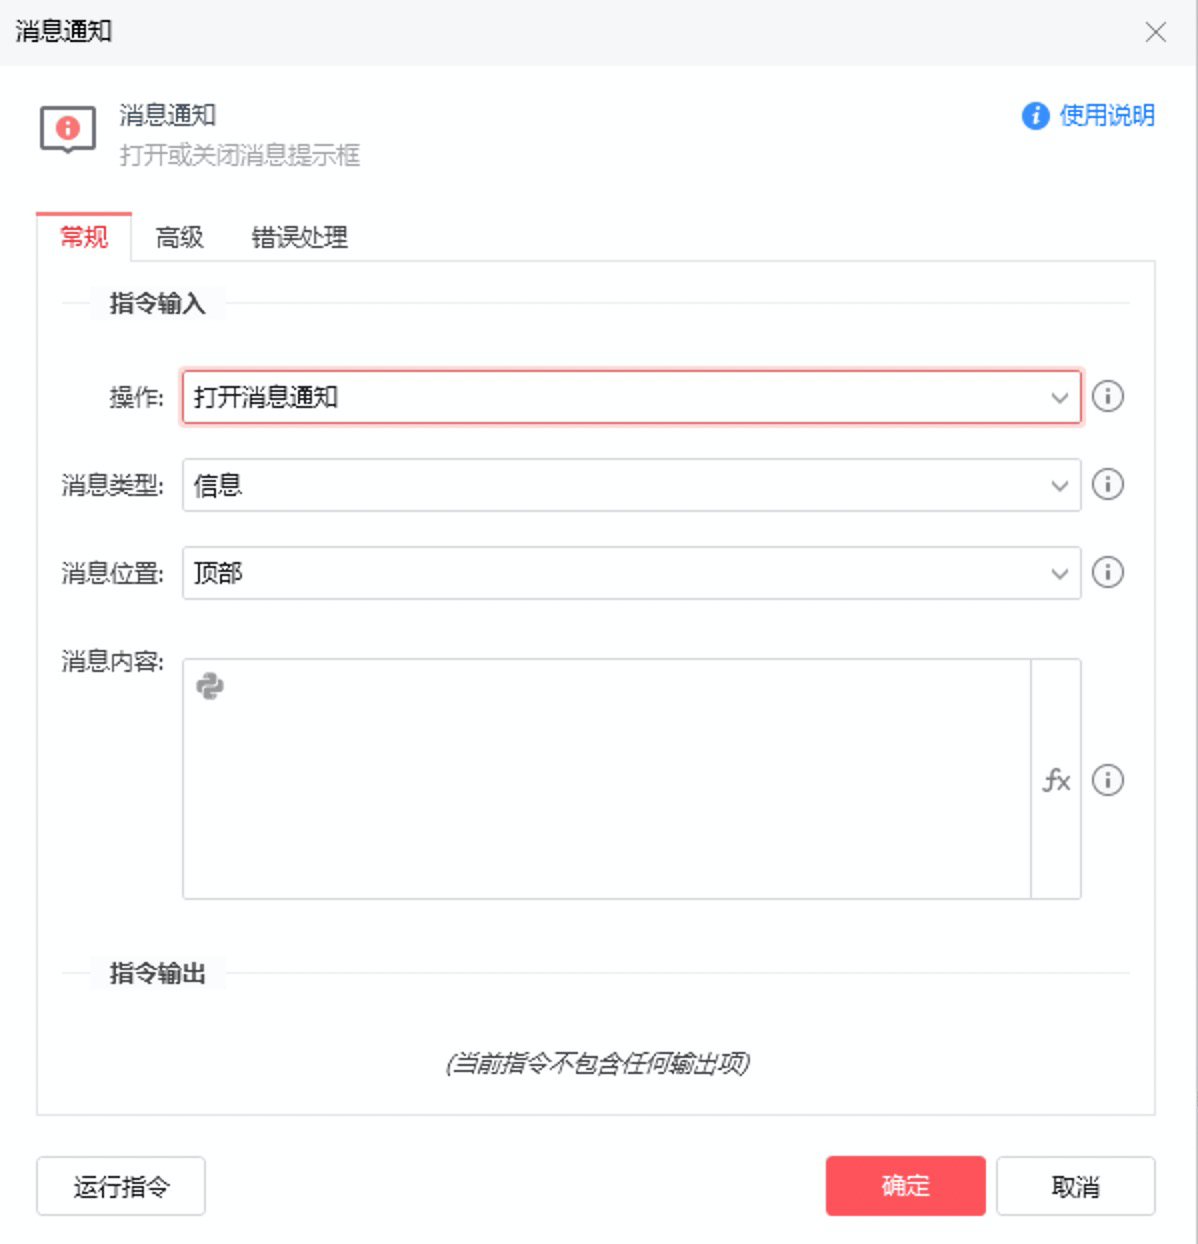 消息通知
消息通知
使用说明
打开或关闭消息提示框
常规 高级 错误处理
指令输入
操作: 打开消息通知
消息类型: 信息
消息位置: 顶部
消息内容:
fx
指令输出
(当前指令不包含任何输出项)
运行指令 确定 取消